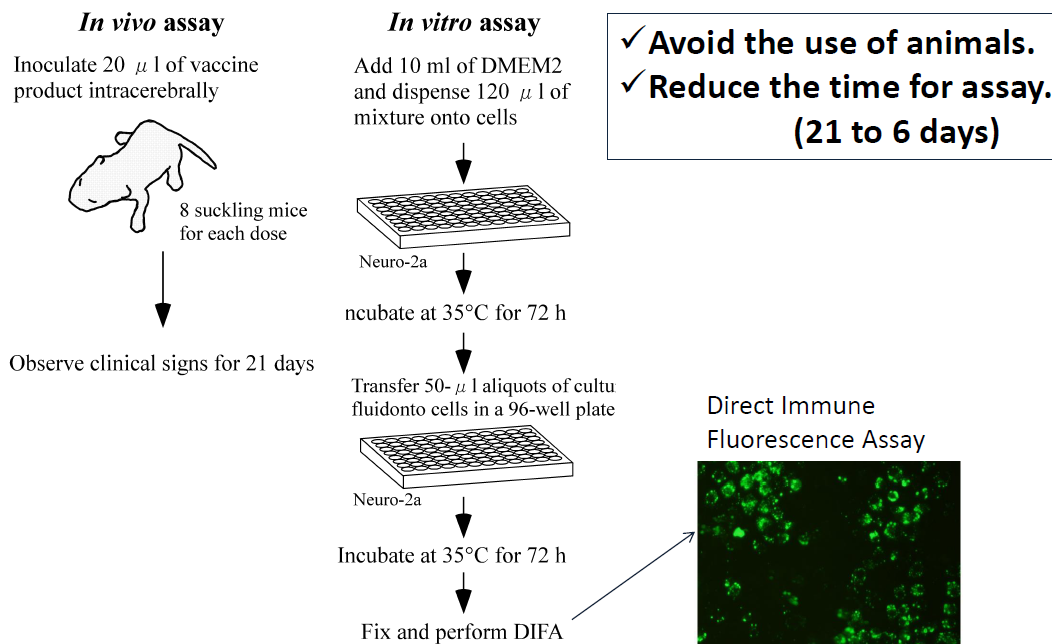 In vivo assay
Inoculate 20 μl of vaccine
product intracerebrally
8 suckling mice
for each dose
Observe clinical signs for 21 days
In vitro assay
Add 10 ml of DMEM2
and dispense 120 μl of
mixture onto cells
Neuro-2a
ncubate at 35°C for 72 h
Transfer 50-μl aliquots of cultu
fluidonto cells in a 96-well plate
Neuro-2a
Incubate at 35°C for 72 h
Fix and perform DIFA
✓Avoid the use of animals.
✓Reduce the time for assay.
(21 to 6 days)
Direct Immune
Fluorescence Assay